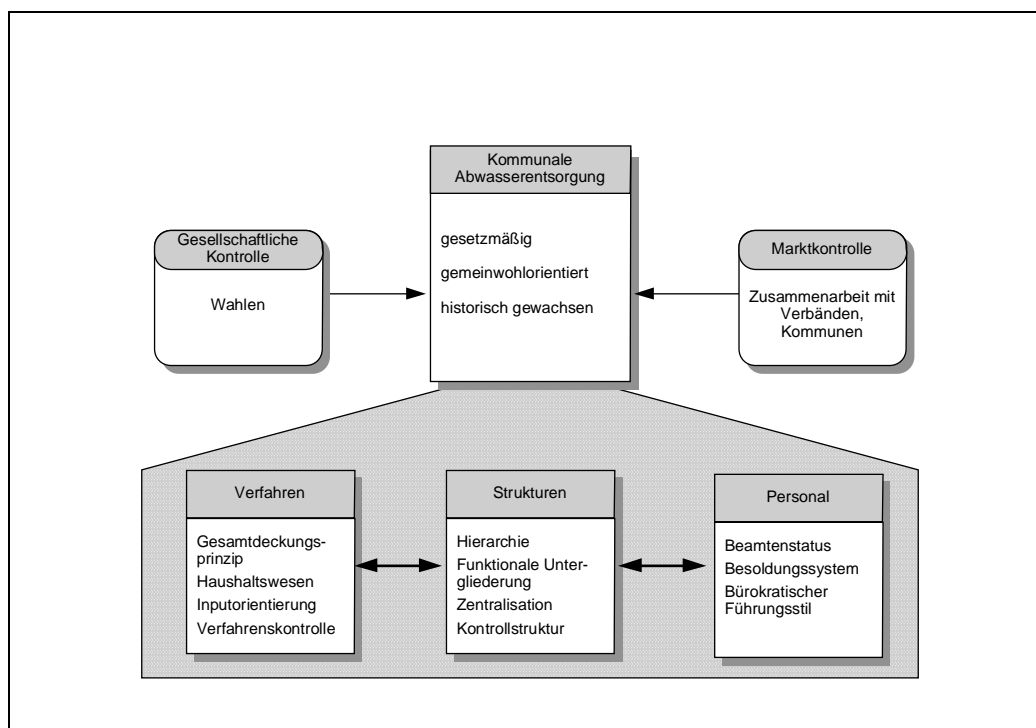 Kommunale
Abwasserentsorgung
gesetzmäßig
gemeinwohlorientiert
historisch gewachsen
Gesellschaftliche
Kontrolle
Wahlen
Marktkontrolle
Zusammenarbeit mit
Verbänden,
Kommunen
Verfahren
Gesamtdeckungs-
prinzip
Haushaltswesen
Inputorientierung
Verfahrenskontrolle
Strukturen
Hierarchie
Funktionale Unter-
gliederung
Zentralisation
Kontrollstruktur
Personal
Beamtenstatus
Besoldungssystem
Bürokratischer
Führungsstil